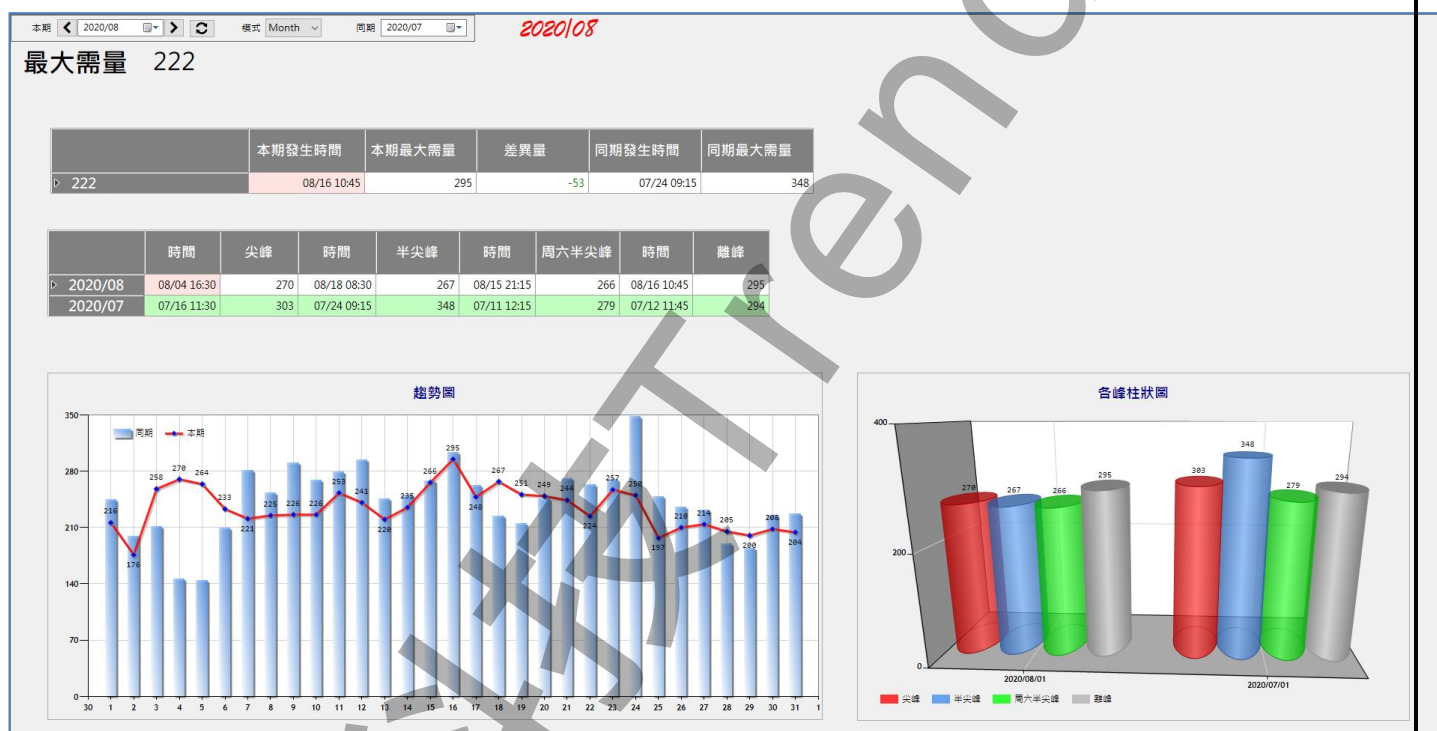 本期 2020/08 模式 Month 同期 2020/07 2020/08
最大需量 222
本期發生時間 本期最大需量 差異量 同期發生時間 同期最大需量
222 08/16 10:45 295 -53 07/24 09:15 348
時間 尖峰 時間 半尖峰 時間 周六半尖峰 時間 離峰
2020/08 08/04 16:30 270 08/18 08:30 267 08/15 21:15 266 08/16 10:45 295
2020/07 07/16 11:30 303 07/24 09:15 348 07/11 12:15 279 07/12 11:45 294
趨勢圖
同期 本期
350
280
210
140
70
0
216 176 258 270 264 233 221 225 226 226 253 241 220 235 266 295 248 267 251 249 244 224 257 250 197 210 214 205 200 208 204
30 1 2 3 4 5 6 7 8 9 10 11 12 13 14 15 16 17 18 19 20 21 22 23 24 25 26 27 28 29 30 31 1
各峰柱狀圖
400
200
0
270 267 266 295 303 348 279 294
2020/08/01 2020/07/01
尖峰 半尖峰 周六半尖峰 離峰